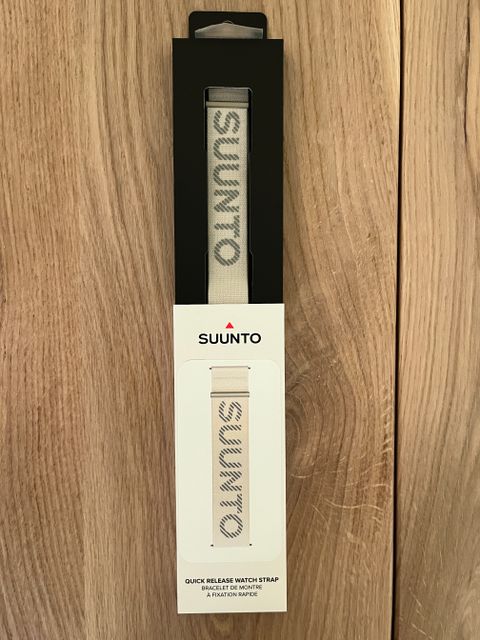 SUUNTO
SUUNTO
SUUNTO
QUICK RELEASE WATCH STRAP
BRACELET DE MONTRE
À FIXATION RAPIDE